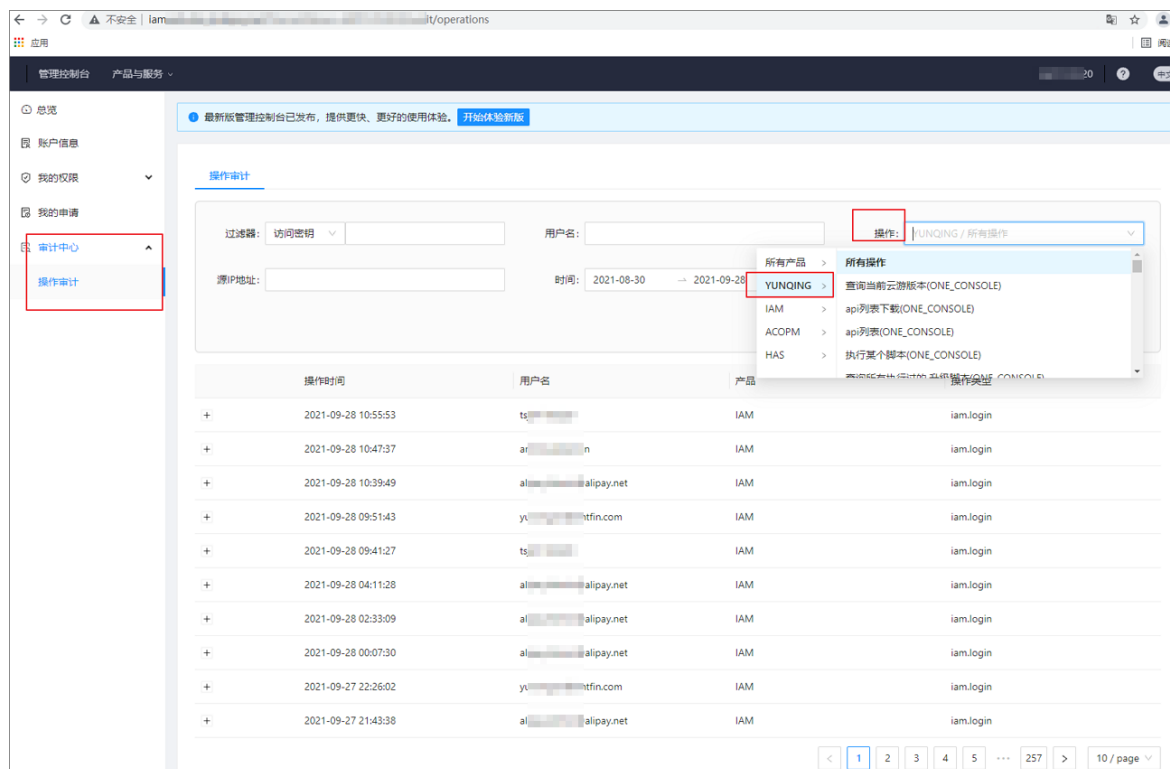 不安全 iam it/operations
应用
管理控制台 产品与服务 20 ?
总览
账户信息
我的权限
我的申请
审计中心
操作审计
最新版管理控制台已发布，提供更快、更好的使用体验。 开始体验新版
操作审计
过滤器: 访问密钥 用户名: 操作: YUNQING / 所有操作
源IP地址: 时间: 2021-08-30 → 2021-09-28
所有产品 > 所有操作
YUNQING > 查询当前云游版本(ONE_CONSOLE)
IAM > api列表下载(ONE_CONSOLE)
ACOPM > api列表(ONE_CONSOLE)
HAS > 执行某个脚本(ONE_CONSOLE)
查询所有执行过的 升级脚本(ONE_CONSOLE)
操作时间 用户名 产品 操作类型
+ 2021-09-28 10:55:53 ts IAM iam.login
+ 2021-09-28 10:47:37 ar n IAM iam.login
+ 2021-09-28 10:39:49 al alipay.net IAM iam.login
+ 2021-09-28 09:51:43 yu ntfin.com IAM iam.login
+ 2021-09-28 09:41:27 ts IAM iam.login
+ 2021-09-28 04:11:28 al alipay.net IAM iam.login
+ 2021-09-28 02:33:09 al alipay.net IAM iam.login
+ 2021-09-28 00:07:30 al alipay.net IAM iam.login
+ 2021-09-27 22:26:02 yu ntfin.com IAM iam.login
+ 2021-09-27 21:43:38 al alipay.net IAM iam.login
< 1 2 3 4 5 ••• 257 > 10 / page